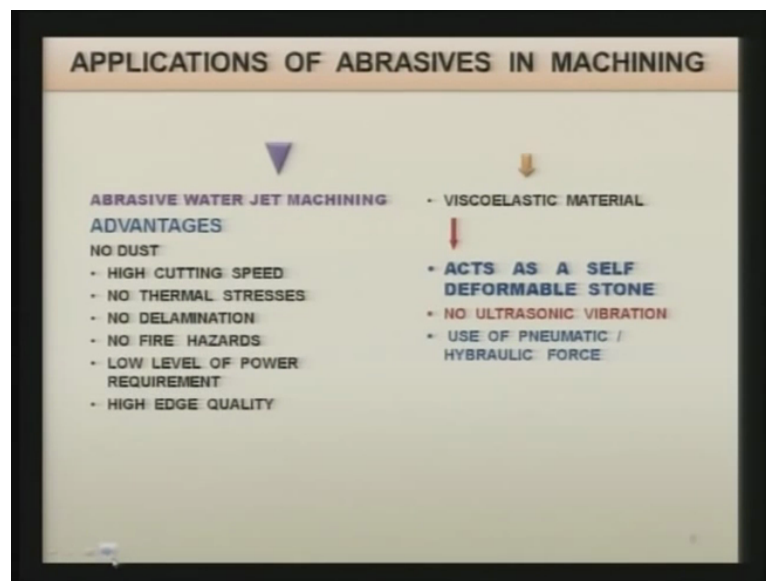 APPLICATIONS OF ABRASIVES IN MACHINING
ABRASIVE WATER JET MACHINING
ADVANTAGES
NO DUST
• HIGH CUTTING SPEED
• NO THERMAL STRESSES
• NO DELAMINATION
• NO FIRE HAZARDS
• LOW LEVEL OF POWER
REQUIREMENT
• HIGH EDGE QUALITY
• VISCOELASTIC MATERIAL
• ACTS AS A SELF
DEFORMABLE STONE
• NO ULTRASONIC VIBRATION
• USE OF PNEUMATIC /
HYBRAULIC FORCE